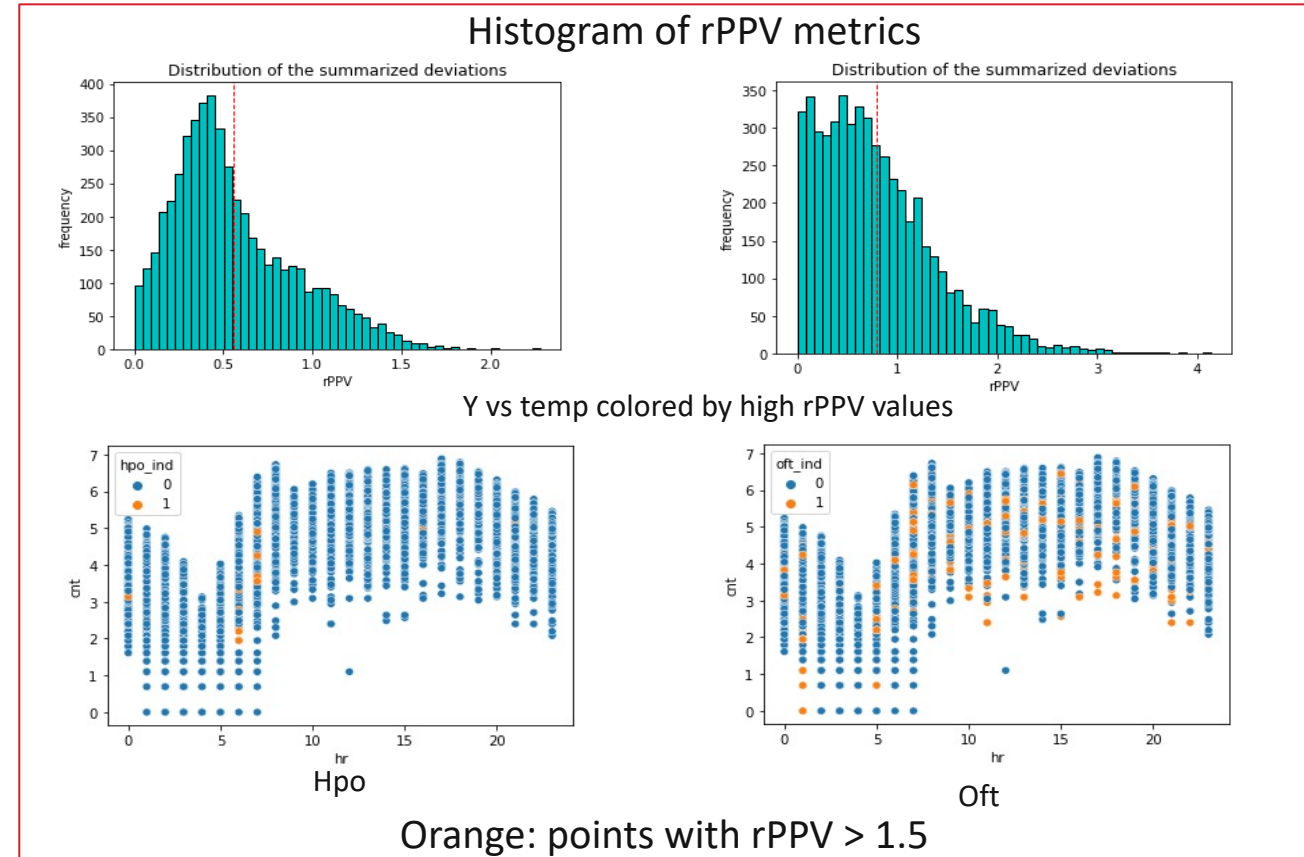 Histogram of rPPV metrics
Distribution of the summarized deviations
400
350
300
250
200
150
100
50
0
frequency
0.0 0.5 1.0 1.5 2.0
rPPV
Distribution of the summarized deviations
350
300
250
200
150
100
50
0
frequency
0 1 2 3 4
rPPV
Y vs temp colored by high rPPV values
hpo_ind
0
1
7
6
5
4
3
2
1
0
cnt
0 5 10 15 20
hr
Hpo
oft_ind
0
1
7
6
5
4
3
2
1
0
cnt
0 5 10 15 20
hr
Oft
Orange: points with rPPV > 1.5